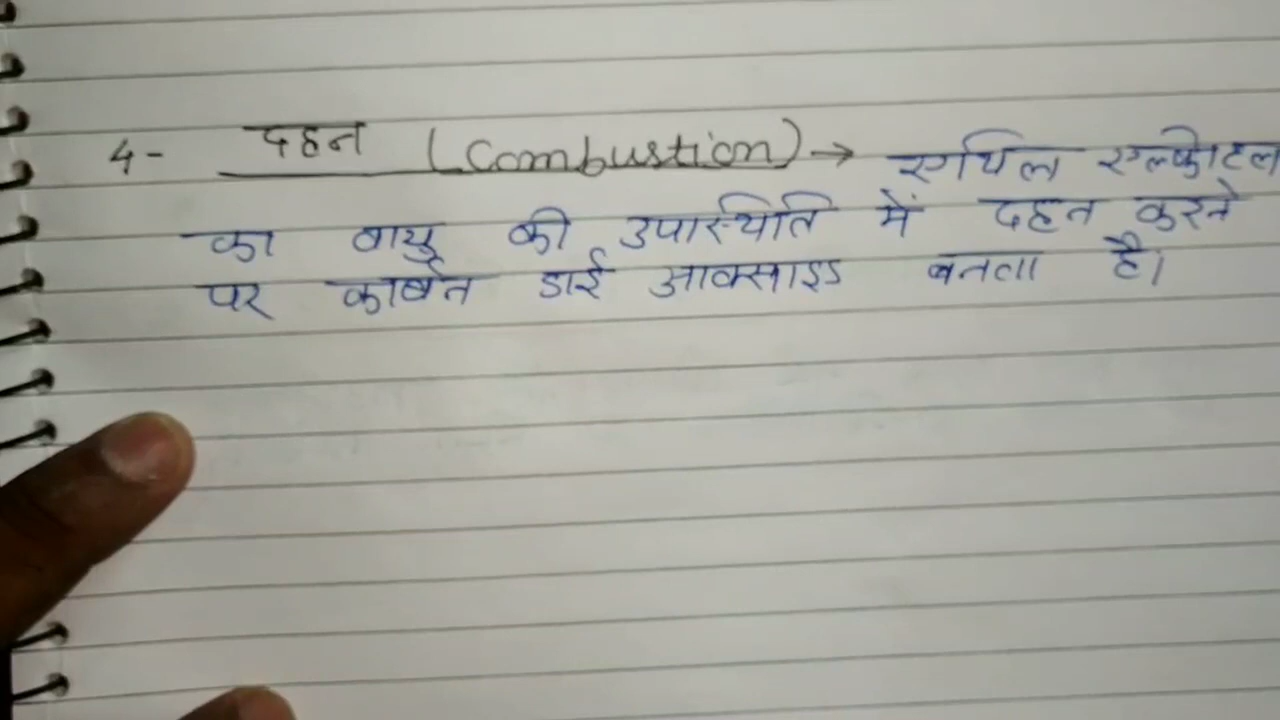 4- दहन (Combustion) → एथिल एल्कोहल
का वायु की उपस्थिति में दहन करने
पर कार्बन डाई आक्साइड बनता है।